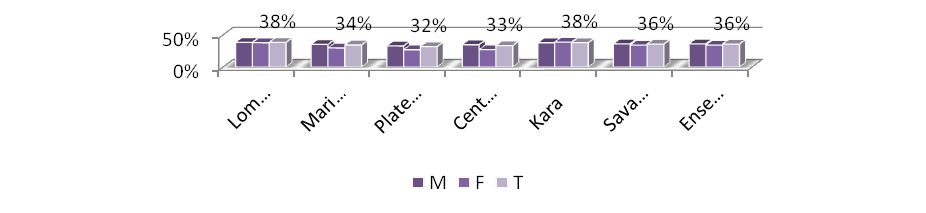 38% 34% 32% 33% 38% 36% 36%
50%
0%
Lom...
Mari...
Plate...
Cent...
Kara
Sava...
Ense...
M F T